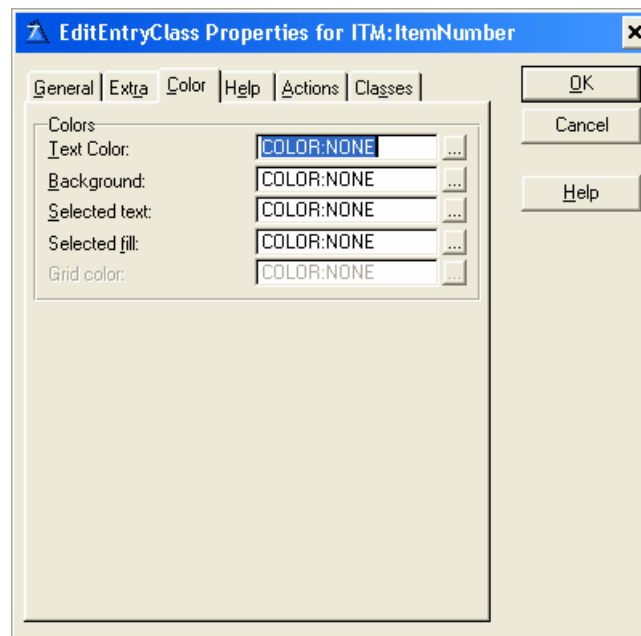 EditEntryClass Properties for ITM:ItemNumber
General Extra Color Help Actions Classes
OK
Cancel
Help
Colors
Text Color: COLOR:NONE ...
Background: COLOR:NONE ...
Selected text: COLOR:NONE ...
Selected fill: COLOR:NONE ...
Grid color: COLOR:NONE ...